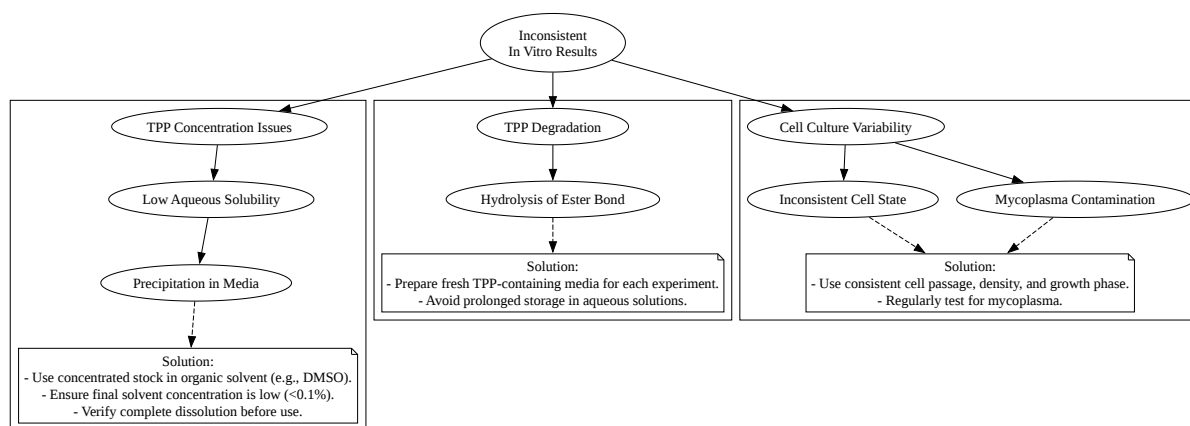 Inconsistent
In Vitro Results
TPP Concentration Issues
Low Aqueous Solubility
Precipitation in Media
Solution:
- Use concentrated stock in organic solvent (e.g., DMSO).
- Ensure final solvent concentration is low (<0.1%).
- Verify complete dissolution before use.
TPP Degradation
Hydrolysis of Ester Bond
Solution:
- Prepare fresh TPP-containing media for each experiment.
- Avoid prolonged storage in aqueous solutions.
Cell Culture Variability
Inconsistent Cell State
Mycoplasma Contamination
Solution:
- Use consistent cell passage, density, and growth phase.
- Regularly test for mycoplasma.